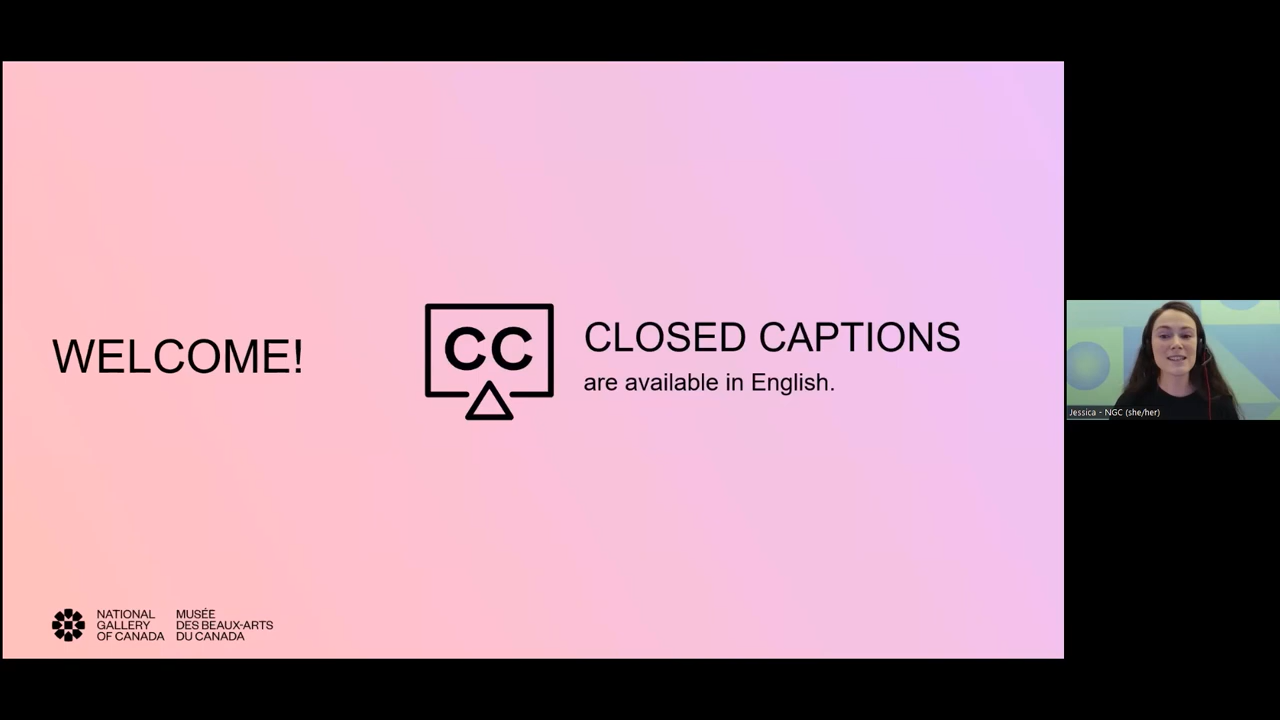 WELCOME!
CC
CLOSED CAPTIONS
are available in English.
NATIONAL
GALLERY
OF CANADA
MUSÉE
DES BEAUX-ARTS
DU CANADA
Jessica - NGC (she/her)